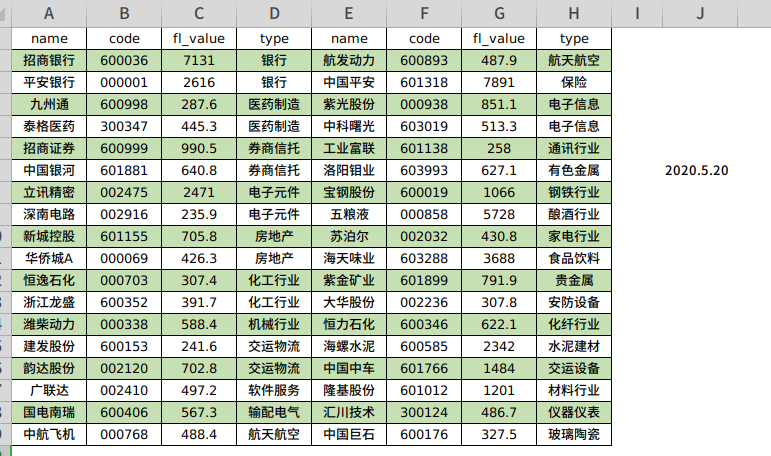 A B C D E F G H I J
name code fl_value type name code fl_value type
招商银行 600036 7131 银行 航发动力 600893 487.9 航天航空
平安银行 000001 2616 银行 中国平安 601318 7891 保险
九州通 600998 287.6 医药制造 紫光股份 000938 851.1 电子信息
泰格医药 300347 445.3 医药制造 中科曙光 603019 513.3 电子信息
招商证券 600999 990.5 券商信托 工业富联 601138 258 通讯行业
中国银河 601881 640.8 券商信托 洛阳钼业 603993 627.1 有色金属 2020.5.20
立讯精密 002475 2471 电子元件 宝钢股份 600019 1066 钢铁行业
深南电路 002916 235.9 电子元件 五粮液 000858 5728 酿酒行业
新城控股 601155 705.8 房地产 苏泊尔 002032 430.8 家电行业
华侨城A 000069 426.3 房地产 海天味业 603288 3688 食品饮料
恒逸石化 000703 307.4 化工行业 紫金矿业 601899 791.9 贵金属
浙江龙盛 600352 391.7 化工行业 大华股份 002236 307.8 安防设备
潍柴动力 000338 588.4 机械行业 恒力石化 600346 622.1 化纤行业
建发股份 600153 241.6 交运物流 海螺水泥 600585 2342 水泥建材
韵达股份 002120 702.8 交运物流 中国中车 601766 1484 交运设备
广联达 002410 497.2 软件服务 隆基股份 601012 1201 材料行业
国电南瑞 600406 567.3 输配电气 汇川技术 300124 486.7 仪器仪表
中航飞机 000768 488.4 航天航空 中国巨石 600176 327.5 玻璃陶瓷